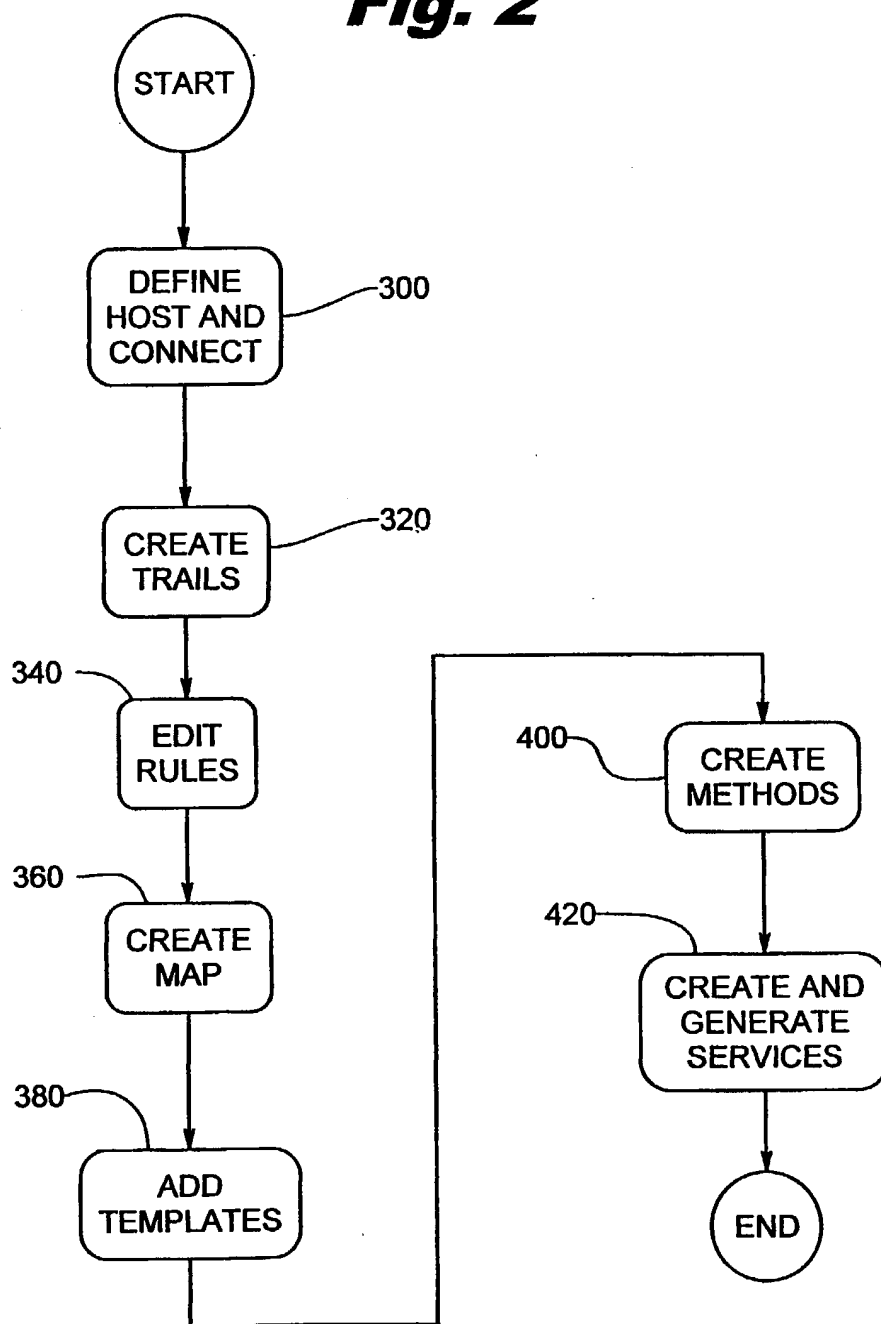 Fig. 2
START
DEFINE
HOST AND
CONNECT
300
CREATE
TRAILS
320
340
EDIT
RULES
360
CREATE
MAP
380
ADD
TEMPLATES
400
CREATE
METHODS
420
CREATE AND
GENERATE
SERVICES
END